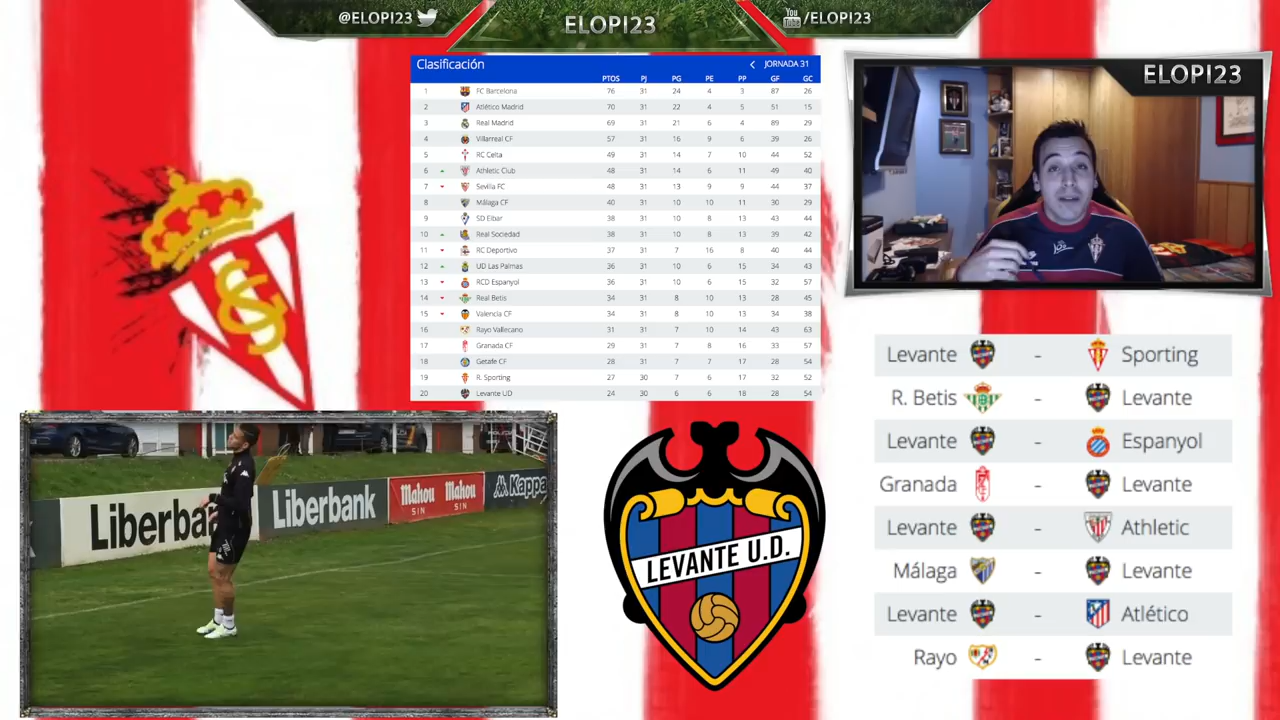 @ELOPI23
ELOPI23
You Tube /ELOPI23
Clasificación
JORNADA 31
PTOS PJ PG PE PP GF GC
1 FC Barcelona 76 31 24 4 3 87 26
2 Atlético Madrid 70 31 22 4 5 51 15
3 Real Madrid 69 31 21 6 4 89 29
4 Villarreal CF 57 31 16 9 6 39 26
5 RC Celta 49 31 14 7 10 44 52
6 Athletic Club 48 31 14 6 11 49 40
7 Sevilla FC 48 31 13 9 9 44 37
8 Málaga CF 40 31 10 10 11 30 29
9 SD Eibar 38 31 10 8 13 43 44
10 Real Sociedad 38 31 10 8 13 39 42
11 RC Deportivo 37 31 7 16 8 40 44
12 UD Las Palmas 36 31 10 6 15 34 43
13 RCD Espanyol 36 31 10 6 15 32 57
14 Real Betis 34 31 8 10 13 28 45
15 Valencia CF 34 31 8 10 13 34 38
16 Rayo Vallecano 31 31 7 10 14 43 63
17 Granada CF 29 31 7 8 16 33 57
18 Getafe CF 28 31 7 7 17 28 54
19 R. Sporting 27 30 7 6 17 32 52
20 Levante UD 24 30 6 6 18 28 54
ELOPI23
Levante - Sporting
R. Betis - Levante
Levante - Espanyol
Granada - Levante
Levante - Athletic
Málaga - Levante
Levante - Atlético
Rayo - Levante
Liberba
Liberbank
Mahou Mahou
SIN SIN
Kappa
LEVANTE U.D.